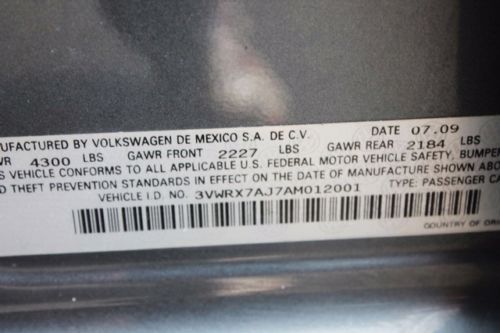 UFACTURED BY VOLKSWAGEN DE MEXICO S.A. DE C.V. DATE 07.09
WR 4300 LBS GAWR FRONT 2227 LBS GAWR REAR 2184 LBS
S VEHICLE CONFORMS TO ALL APPLICABLE U.S. FEDERAL MOTOR VEHICLE SAFETY, BUMPER
D THEFT PREVENTION STANDARDS IN EFFECT ON THE DATE OF MANUFACTURE SHOWN ABO
VEHICLE I.D. NO. 3VWRX7AJ7AM012001 TYPE: PASSENGER CA
COUNTRY OF ORI